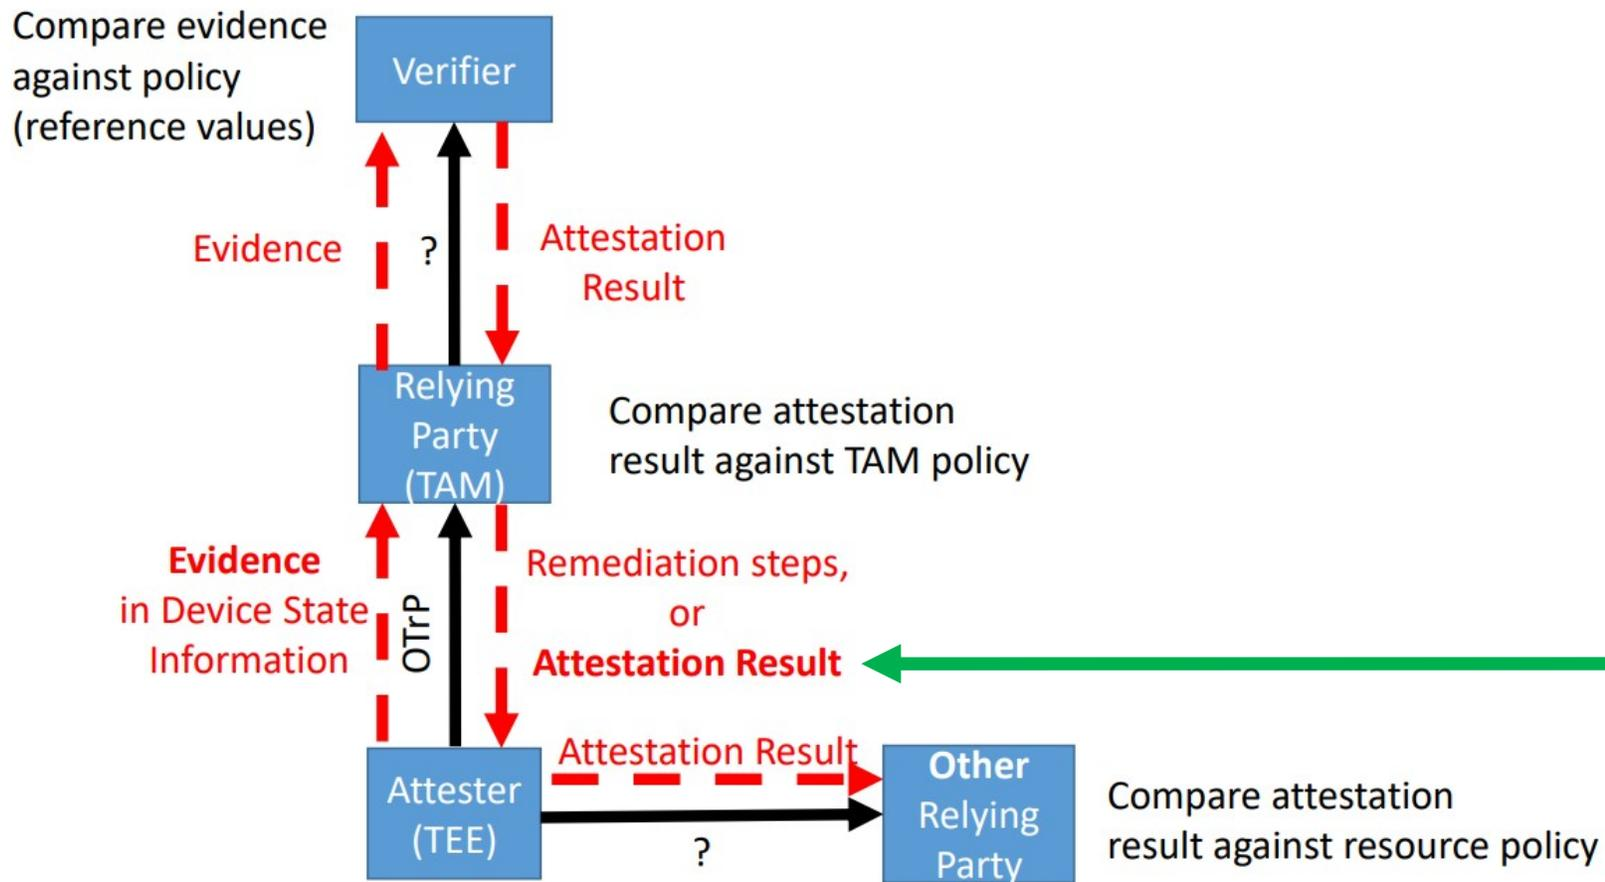 Compare evidence
against policy
(reference values)
Verifier
Evidence
?
Attestation
Result
Relying
Party
(TAM)
Compare attestation
result against TAM policy
Evidence
in Device State
Information
OTrP
Remediation steps,
or
Attestation Result
Attester
(TEE)
Attestation Result
?
Other
Relying
Party
Compare attestation
result against resource policy